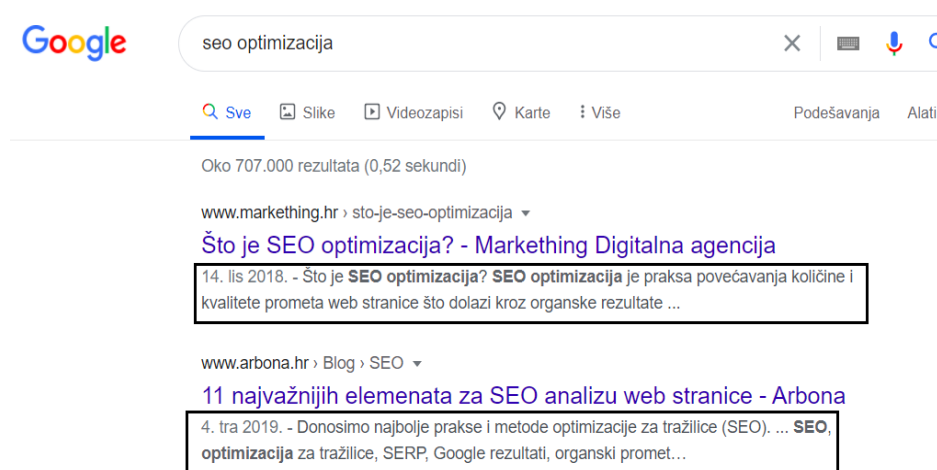 Google
seo optimizacija
Sve Slike Videozapisi Karte Više Podešavanja Alati
Oko 707.000 rezultata (0,52 sekundi)
www.markething.hr › sto-je-seo-optimizacija
Što je SEO optimizacija? - Markething Digitalna agencija
14. lis 2018. - Što je SEO optimizacija? SEO optimizacija je praksa povećavanja količine i
kvalitete prometa web stranice što dolazi kroz organske rezultate ...
www.arbona.hr › Blog › SEO
11 najvažnijih elemenata za SEO analizu web stranice - Arbona
4. tra 2019. - Donosimo najbolje prakse i metode optimizacije za tražilice (SEO). ... SEO,
optimizacija za tražilice, SERP, Google rezultati, organski promet…